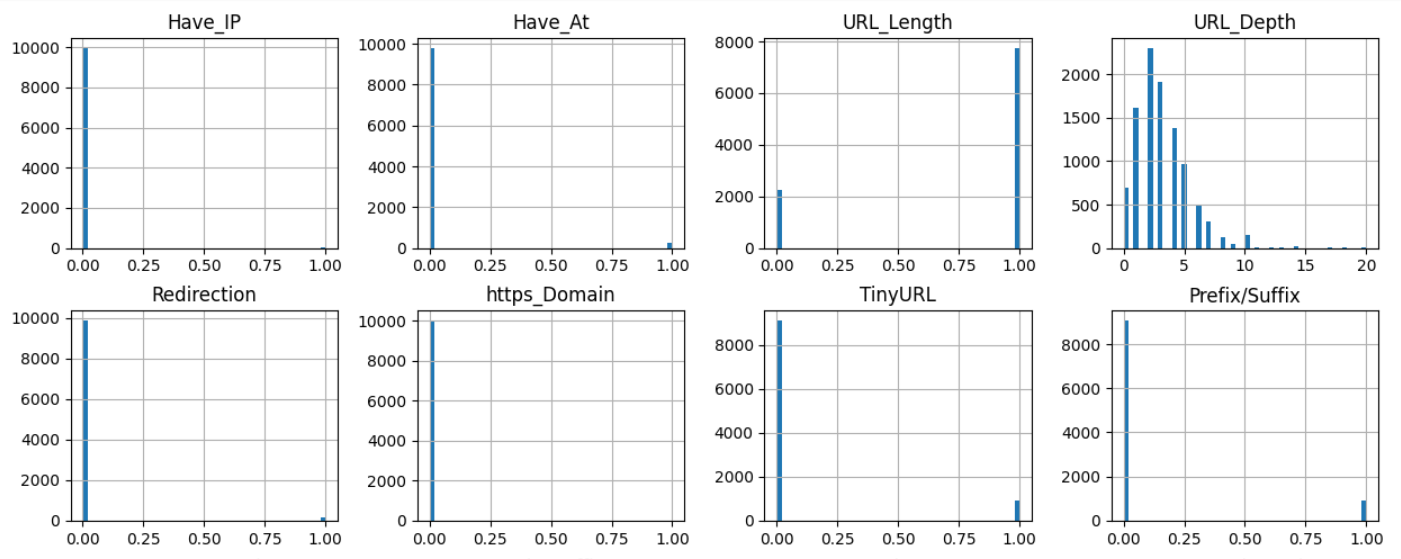 Have_IP Have_At URL_Length URL_Depth
10000 10000 8000
8000 8000 6000 2000
6000 6000 4000 1500
4000 4000 1000
2000 2000 2000 500
0 0 0 0
0.00 0.25 0.50 0.75 1.00 0.00 0.25 0.50 0.75 1.00 0.00 0.25 0.50 0.75 1.00 0 5 10 15 20
Redirection https_Domain TinyURL Prefix/Suffix
10000 10000
8000 8000 8000 8000
6000 6000 6000 6000
4000 4000 4000 4000
2000 2000 2000 2000
0 0 0 0
0.00 0.25 0.50 0.75 1.00 0.00 0.25 0.50 0.75 1.00 0.00 0.25 0.50 0.75 1.00 0.00 0.25 0.50 0.75 1.00